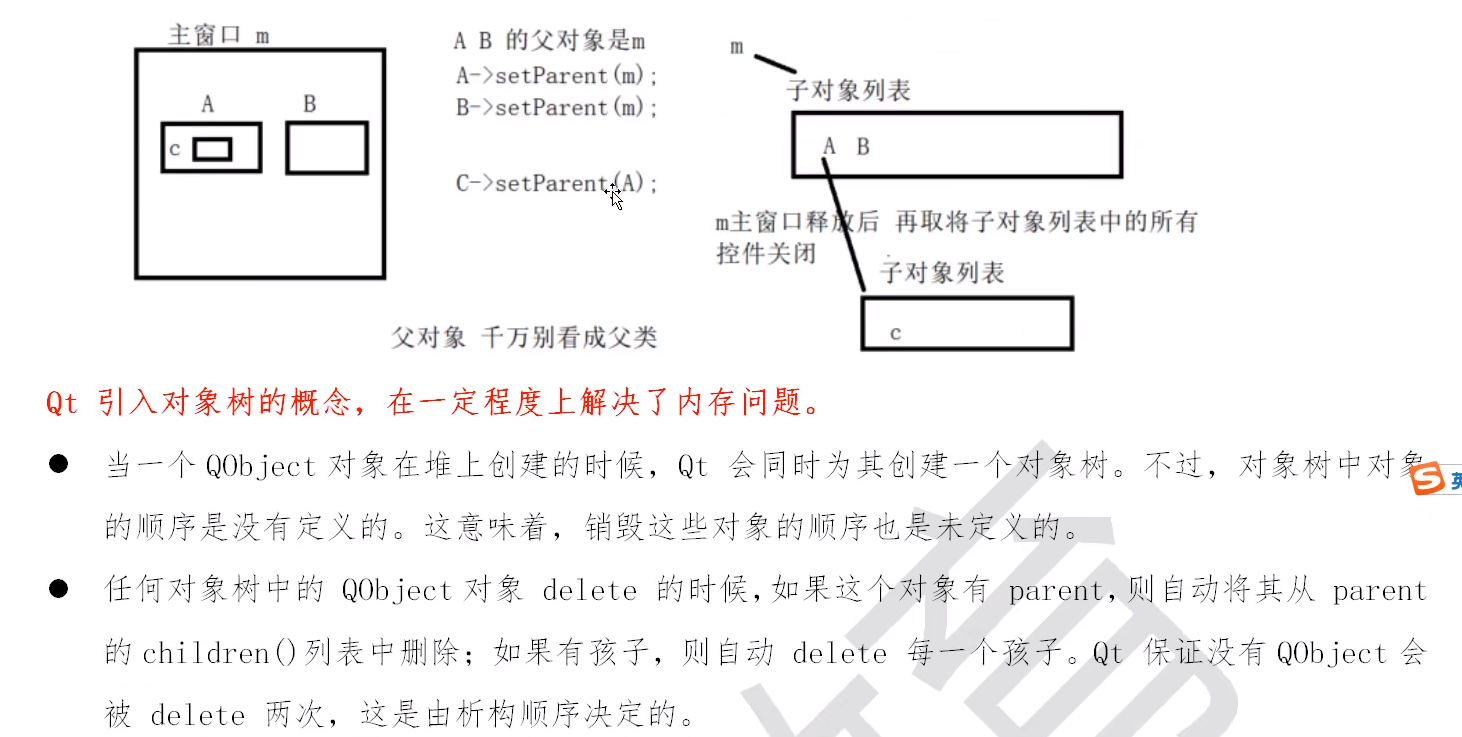 主窗口 m
A
B
c
A B 的父对象是m
A->setParent(m);
B->setParent(m);
C->setParent(A);
m
子对象列表
A B
m主窗口释放后 再取将子对象列表中的所有
控件关闭
子对象列表
c
父对象 千万别看成父类
Qt 引入对象树的概念，在一定程度上解决了内存问题。
● 当一个 QObject 对象在堆上创建的时候，Qt 会同时为其创建一个对象树。不过，对象树中对象
的顺序是没有定义的。这意味着，销毁这些对象的顺序也是未定义的。
● 任何对象树中的 QObject 对象 delete 的时候，如果这个对象有 parent，则自动将其从 parent
的 children()列表中删除；如果有孩子，则自动 delete 每一个孩子。Qt 保证没有 QObject 会
被 delete 两次，这是由析构顺序决定的。
S